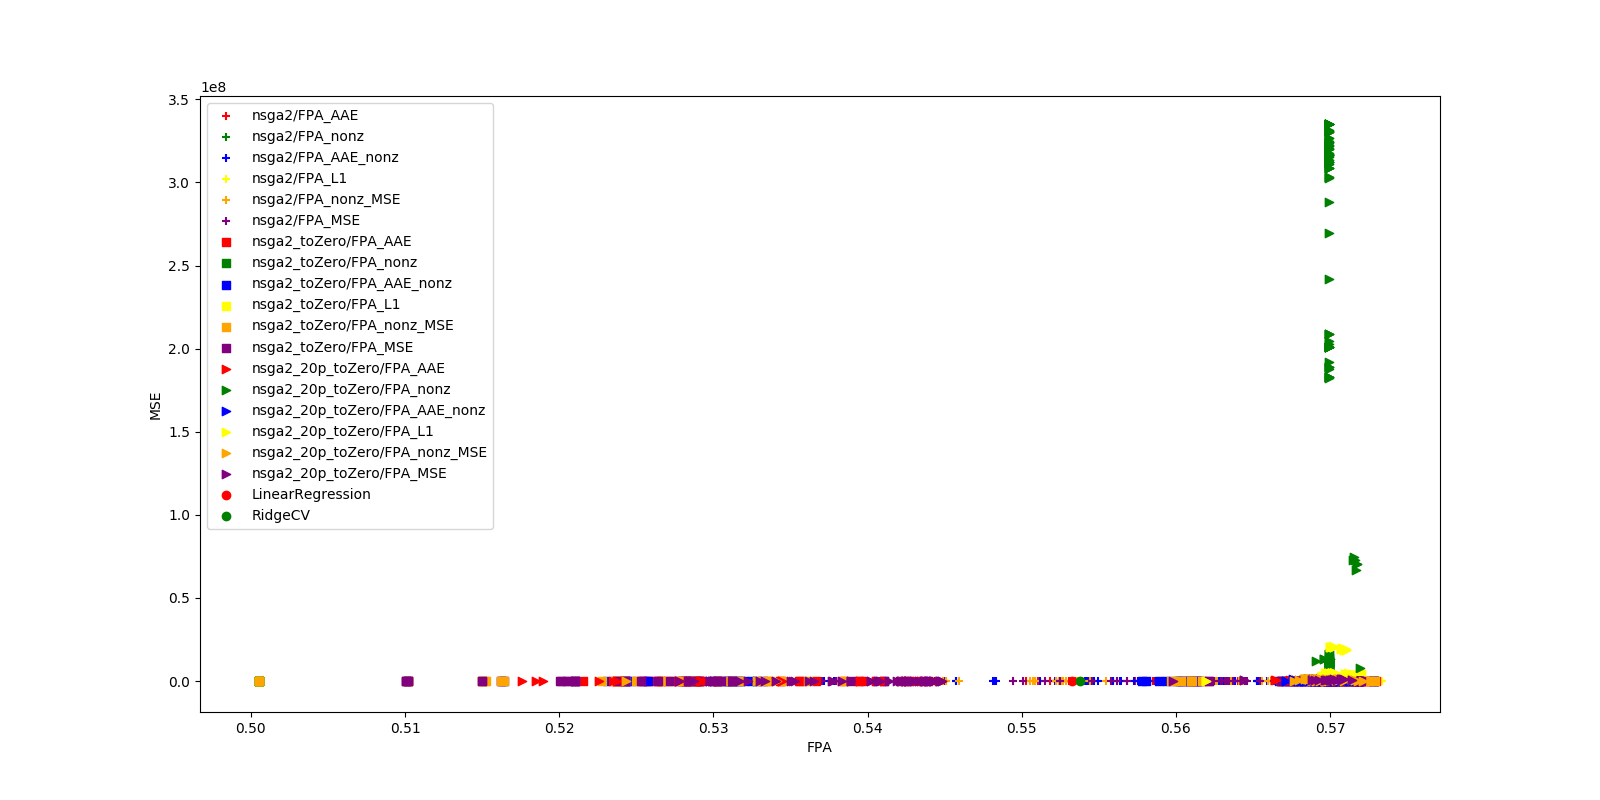 1e8
3.5
3.0
2.5
2.0
1.5
1.0
0.5
0.0
MSE
nsga2/FPA_AAE
nsga2/FPA_nonz
nsga2/FPA_AAE_nonz
nsga2/FPA_L1
nsga2/FPA_nonz_MSE
nsga2/FPA_MSE
nsga2_toZero/FPA_AAE
nsga2_toZero/FPA_nonz
nsga2_toZero/FPA_AAE_nonz
nsga2_toZero/FPA_L1
nsga2_toZero/FPA_nonz_MSE
nsga2_toZero/FPA_MSE
nsga2_20p_toZero/FPA_AAE
nsga2_20p_toZero/FPA_nonz
nsga2_20p_toZero/FPA_AAE_nonz
nsga2_20p_toZero/FPA_L1
nsga2_20p_toZero/FPA_nonz_MSE
nsga2_20p_toZero/FPA_MSE
LinearRegression
RidgeCV
0.50 0.51 0.52 0.53 0.54 0.55 0.56 0.57
FPA